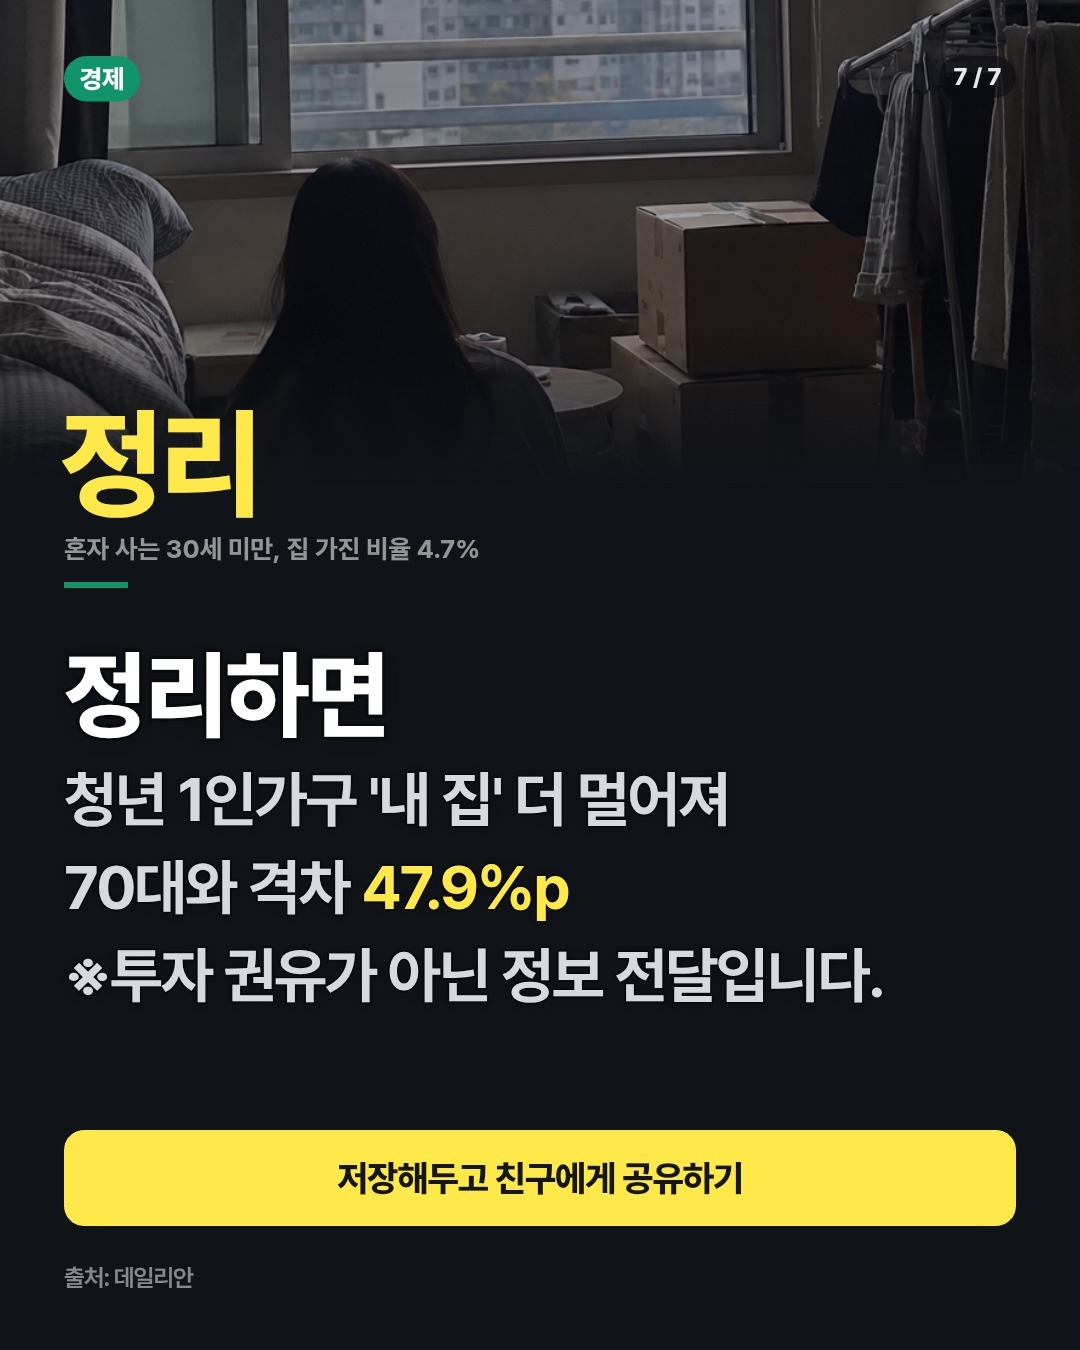 경제
7 / 7
정리
혼자 사는 30세 미만, 집 가진 비율 4.7%
정리하면
청년 1인가구 '내 집' 더 멀어져
70대와 격차 47.9%p
※투자 권유가 아닌 정보 전달입니다.
저장해두고 친구에게 공유하기
출처: 데일리안